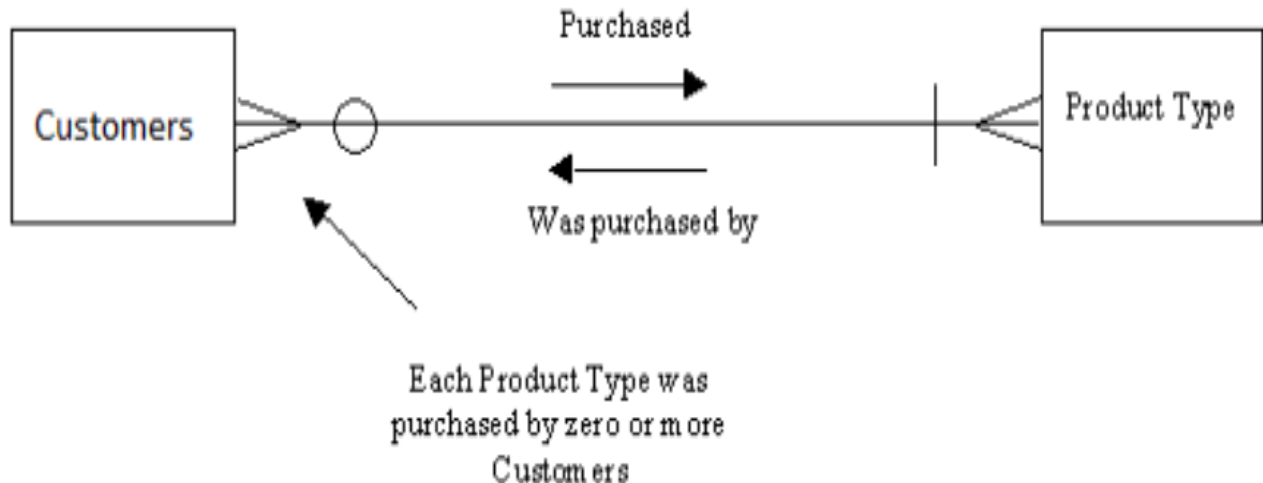 Purchased
Customers
Product Type
Was purchased by
Each Product Type was
purchased by zero or more
Customers